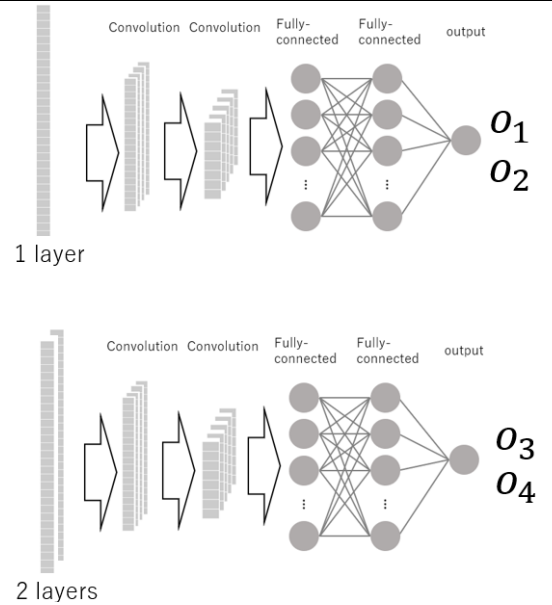 Convolution Convolution Fully-connected Fully-connected output
o₁
o₂
1 layer
Convolution Convolution Fully-connected Fully-connected output
o₃
o₄
2 layers